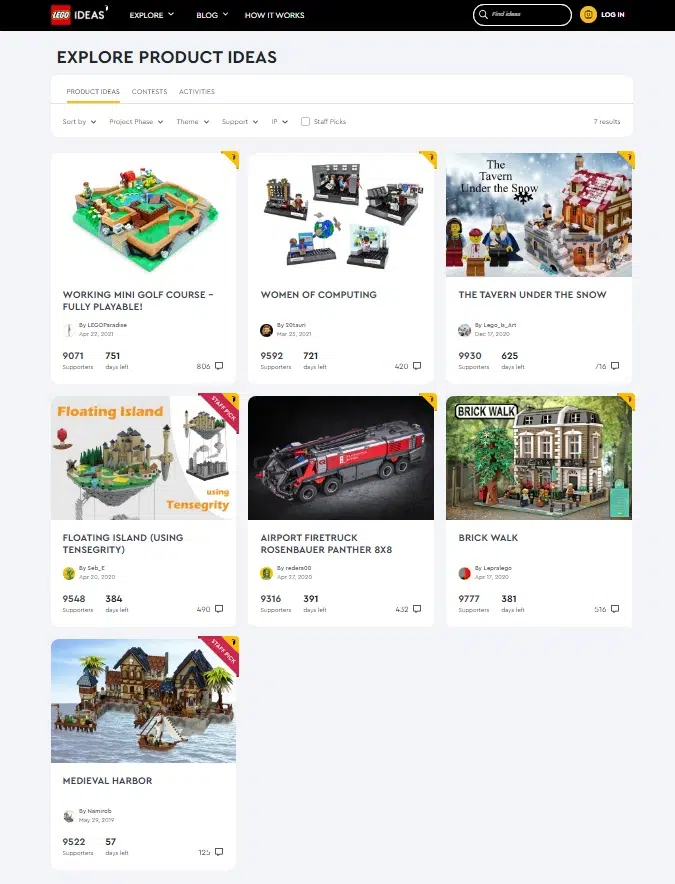 LEGO IDEAS
EXPLORE BLOG HOW IT WORKS Find ideas LOG IN
EXPLORE PRODUCT IDEAS
PRODUCT IDEAS CONTESTS ACTIVITIES
Sort by Project Phase Theme Support IP Staff Picks 7 results
WORKING MINI GOLF COURSE –
FULLY PLAYABLE!
By LEGOParadise
Apr 22, 2021
9071 751
Supporters days left 806
WOMEN OF COMPUTING
By 20tauri
Mar 23, 2021
9592 721
Supporters days left 420
The
Tavern
Under the Snow
THE TAVERN UNDER THE SNOW
By Lego_is_Art
Dec 17, 2020
9930 625
Supporters days left 716
Floating Island
STAFF PICK
using
Tensegrity
FLOATING ISLAND (USING
TENSEGRITY)
By Seb_E
Apr 20, 2020
9548 384
Supporters days left 490
AIRPORT FIRETRUCK
ROSENBAUER PANTHER 8X8
By redera00
Apr 27, 2020
9316 391
Supporters days left 432
BRICK WALK
BRICK WALK
By Lepralego
Apr 17, 2020
9777 381
Supporters days left 516
STAFF PICK
MEDIEVAL HARBOR
By Namirob
May 29, 2019
9522 57
Supporters days left 125